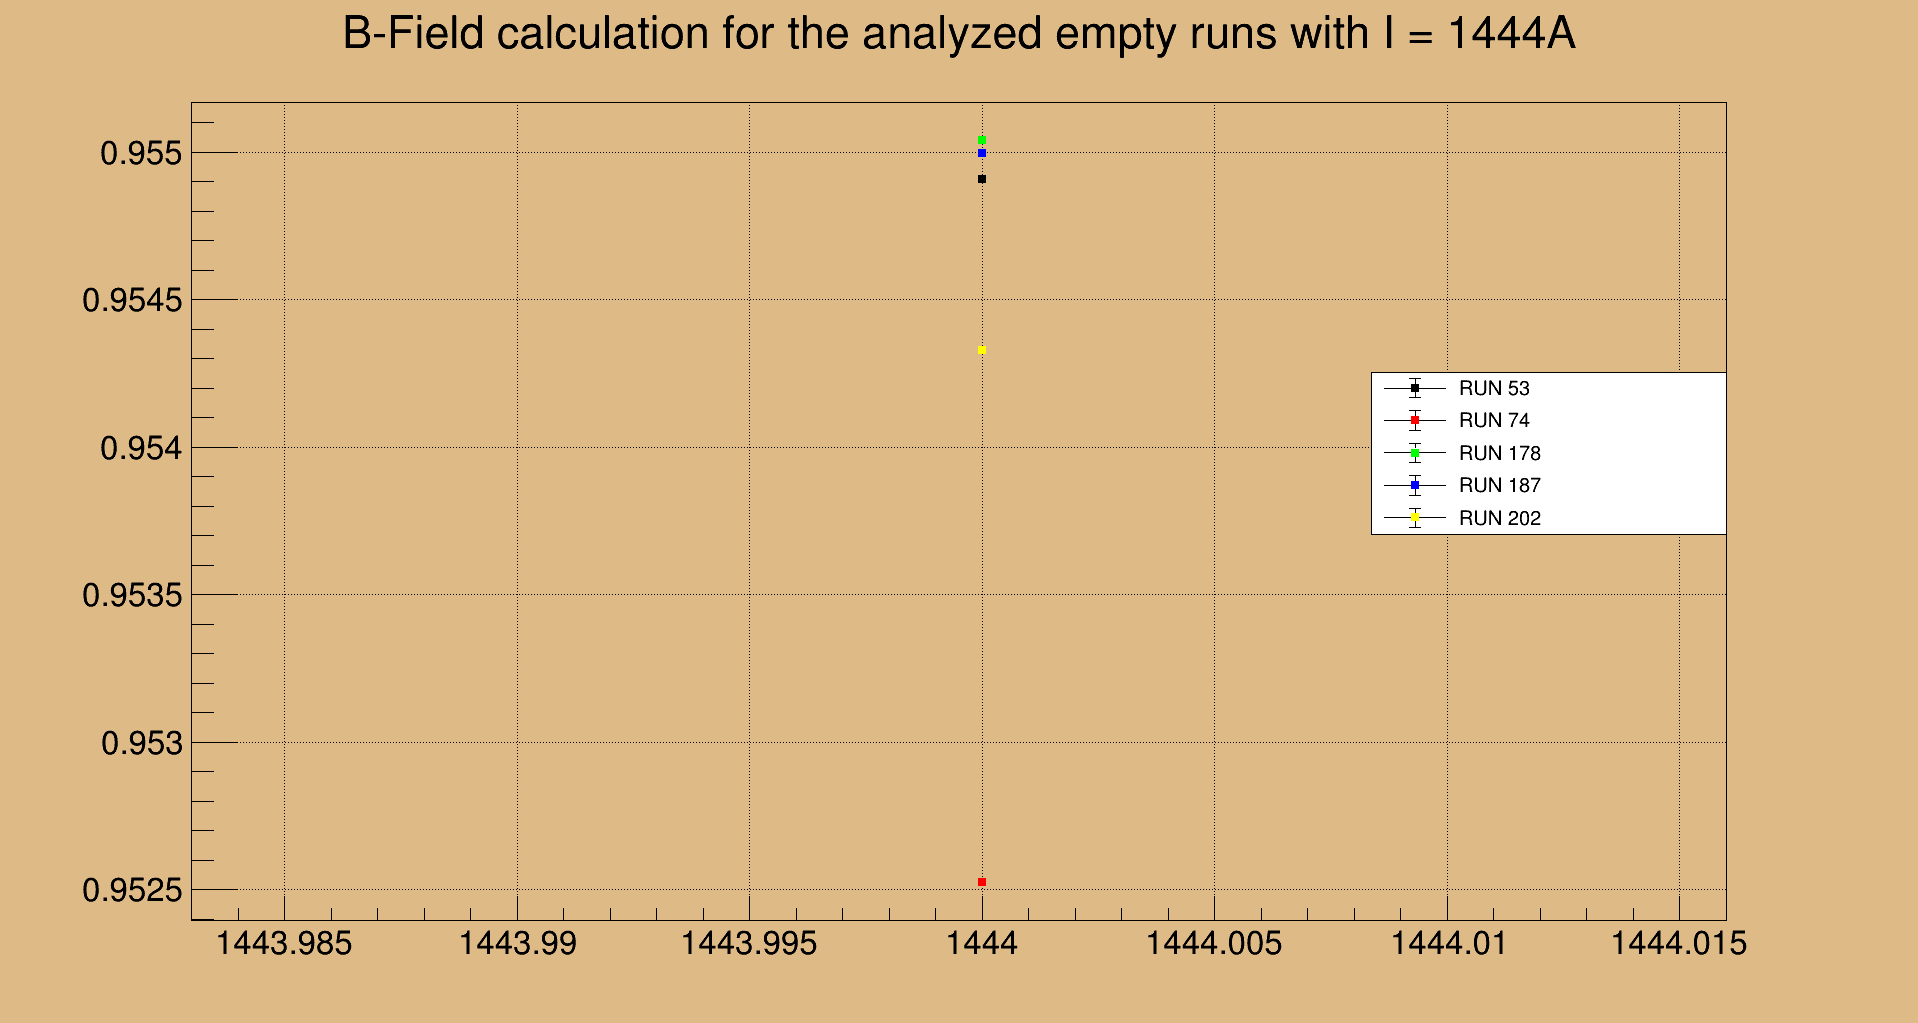 B-Field calculation for the analyzed empty runs with I = 1444A
0.955
0.9545
0.954
0.9535
0.953
0.9525
RUN 53
RUN 74
RUN 178
RUN 187
RUN 202
1443.985 1443.99 1443.995 1444 1444.005 1444.01 1444.015